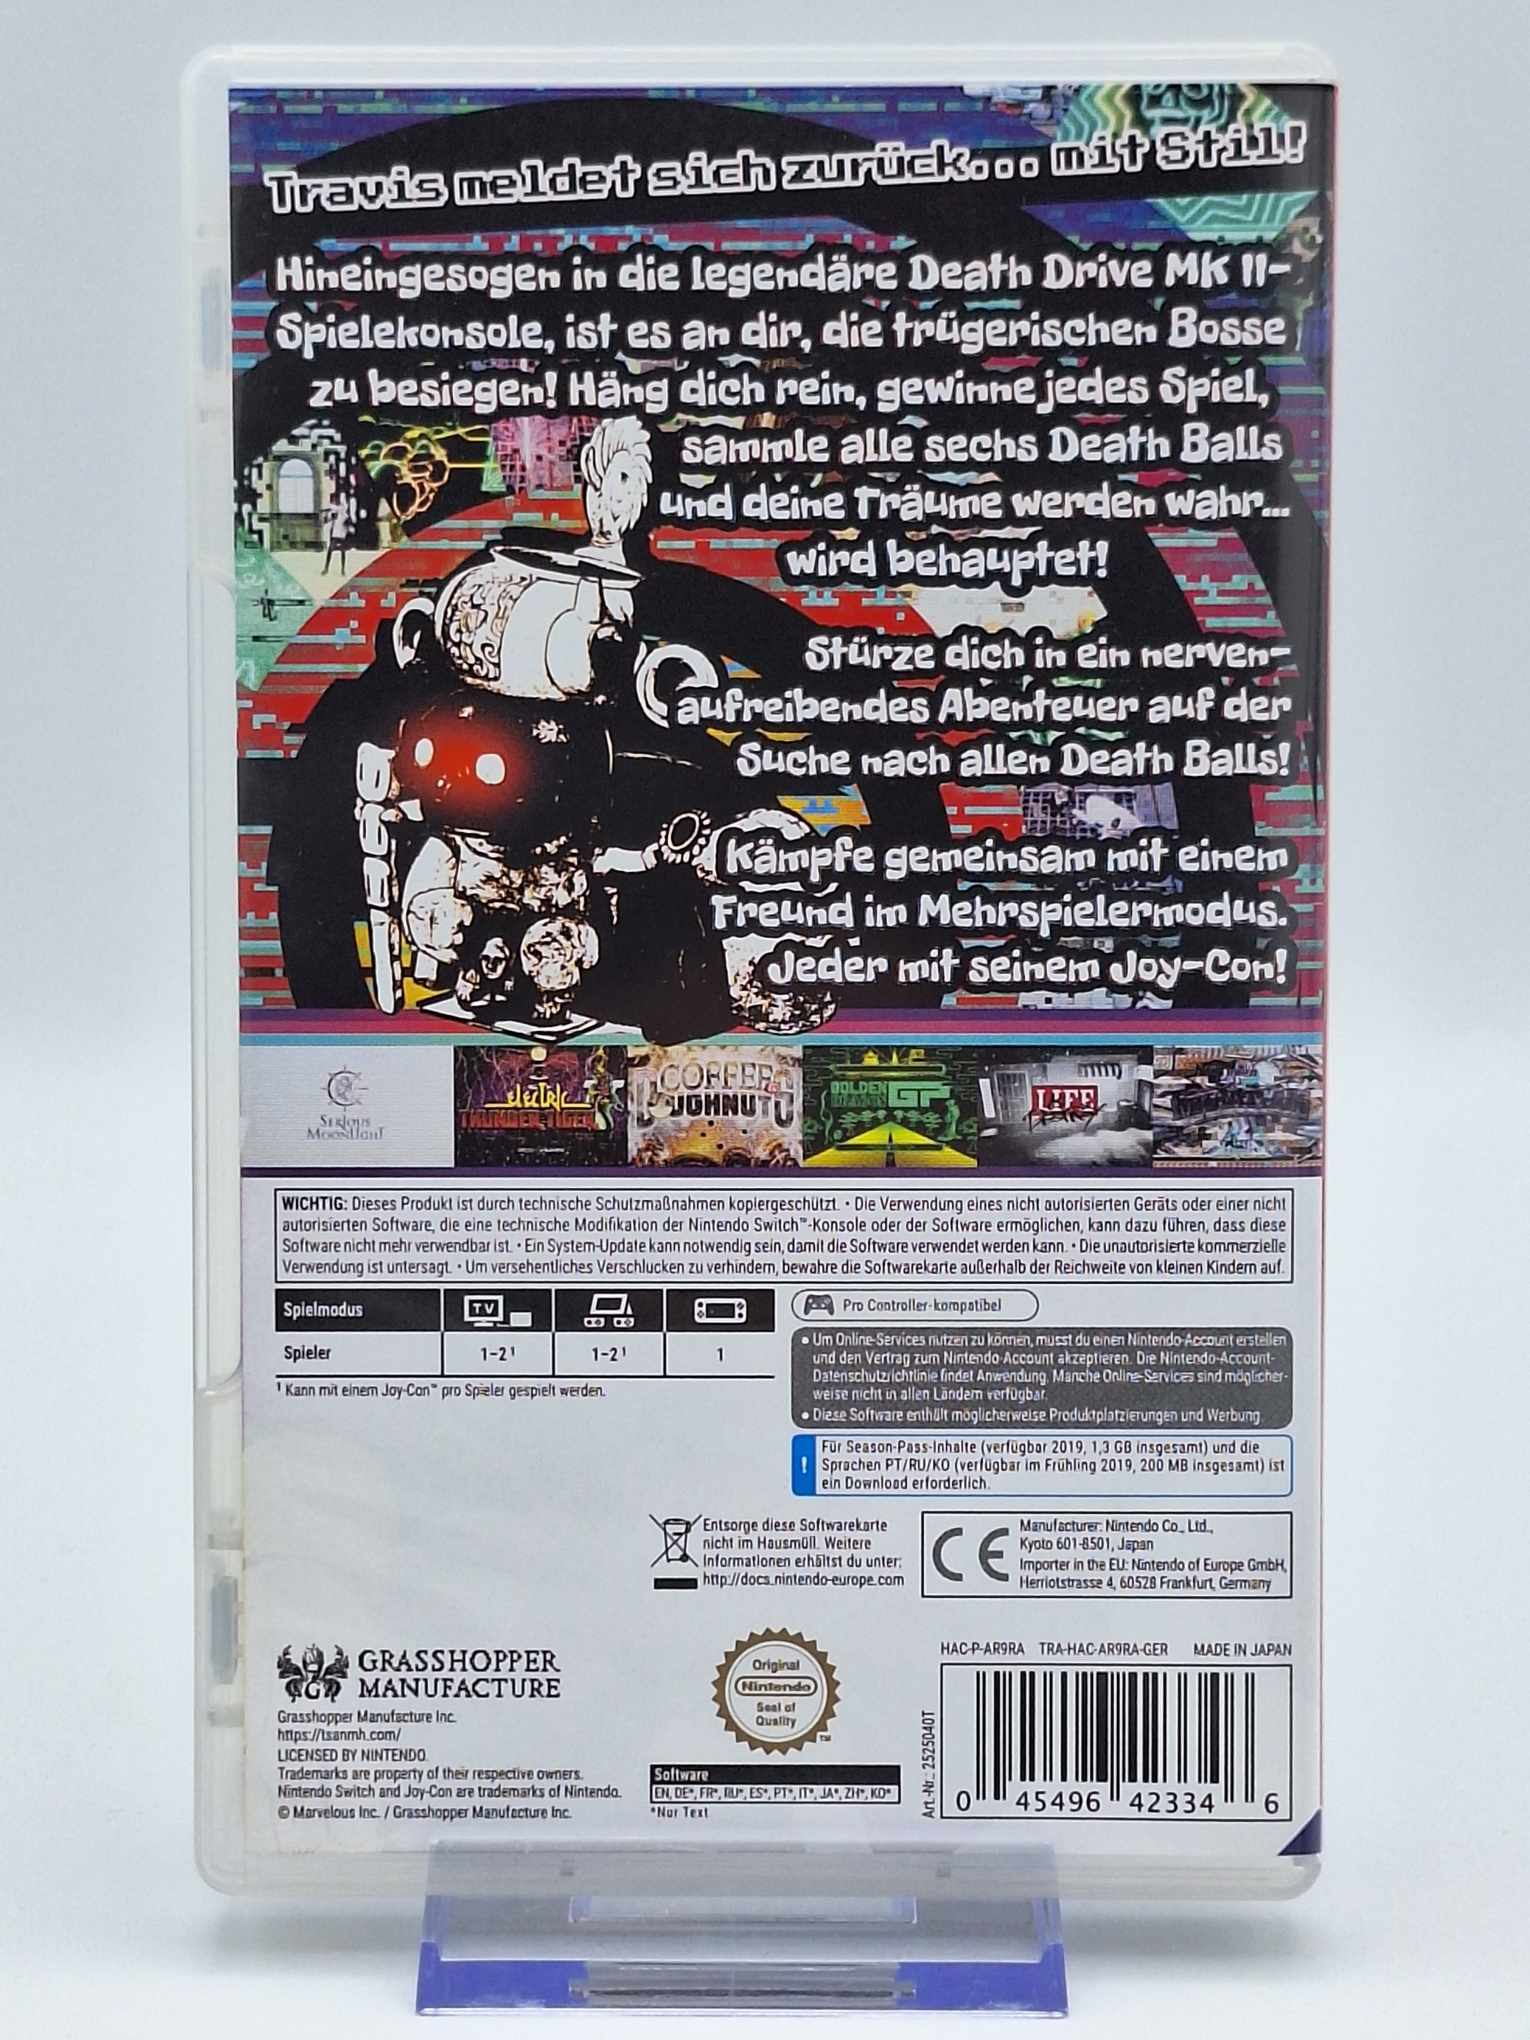 Travis meldet sich zurück... mit Stil!
Hineingesogen in die legendäre Death Drive MK II-
Spielekonsole, ist es an dir, die trügerischen Bosse
zu besiegen! Häng dich rein, gewinne jedes Spiel,
sammle alle sechs Death Balls
und deine Träume werden wahr...
wird behauptet!
Stürze dich in ein nerven-
aufreibendes Abenteuer auf der
Suche nach allen Death Balls!
Kämpfe gemeinsam mit einem
Freund im Mehrspielermodus.
Jeder mit seinem Joy-Con!
SERIOUS
MOONLIGHT
ELECTRIC
THUNDER TIGER
COFFEE &
DOUGHNUTS
GOLDEN
DRAGON GP
LIFE IS
DESTROY
WICHTIG: Dieses Produkt ist durch technische Schutzmaßnahmen kopiergeschützt. • Die Verwendung eines nicht autorisierten Geräts oder einer nicht
autorisierten Software, die eine technische Modifikation der Nintendo Switch™-Konsole oder der Software ermöglichen, kann dazu führen, dass diese
Software nicht mehr verwendbar ist. • Ein System-Update kann notwendig sein, damit die Software verwendet werden kann. • Die unautorisierte kommerzielle
Verwendung ist untersagt. • Um versehentliches Verschlucken zu verhindern, bewahre die Softwarekarte außerhalb der Reichweite von kleinen Kindern auf.
Spielmodus TV
Spieler 1-2¹ 1-2¹ 1
¹ Kann mit einem Joy-Con™ pro Spieler gespielt werden.
Pro Controller-kompatibel
• Um Online-Services nutzen zu können, musst du einen Nintendo-Account erstellen
und den Vertrag zum Nintendo-Account akzeptieren. Die Nintendo-Account-
Datenschutzrichtlinie findet Anwendung. Manche Online-Services sind möglicher-
weise nicht in allen Ländern verfügbar.
• Diese Software enthält möglicherweise Produktplatzierungen und Werbung.
! Für Season-Pass-Inhalte (verfügbar 2019, 1,3 GB insgesamt) und die
Sprachen PT/RU/KO (verfügbar im Frühling 2019, 200 MB insgesamt) ist
ein Download erforderlich.
Entsorge diese Softwarekarte
nicht im Hausmüll. Weitere
Informationen erhältst du unter:
http://docs.nintendo-europe.com
CE
Manufacturer: Nintendo Co., Ltd.,
Kyoto 601-8501, Japan
Importer in the EU: Nintendo of Europe GmbH,
Herriotstrasse 4, 60528 Frankfurt, Germany
GRASSHOPPER
MANUFACTURE
Grasshopper Manufacture Inc.
https://tsanmh.com/
LICENSED BY NINTENDO
Trademarks are property of their respective owners.
Nintendo Switch and Joy-Con are trademarks of Nintendo.
© Marvelous Inc. / Grasshopper Manufacture Inc.
Original
Nintendo
Seal of
Quality
TM
Software
EN, DE*, FR*, RU*, ES*, PT*, IT*, JA*, ZH*, KO*
*Nur Text
HAC-P-AR9RA TRA-HAC-AR9RA-GER MADE IN JAPAN
Art.-Nr.: 2525040T
0 45496 42334 6